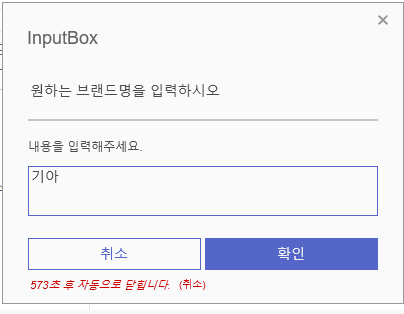 InputBox
원하는 브랜드명을 입력하시오
내용을 입력해주세요.
기아
취소 확인
573초 후 자동으로 닫힙니다. (취소)